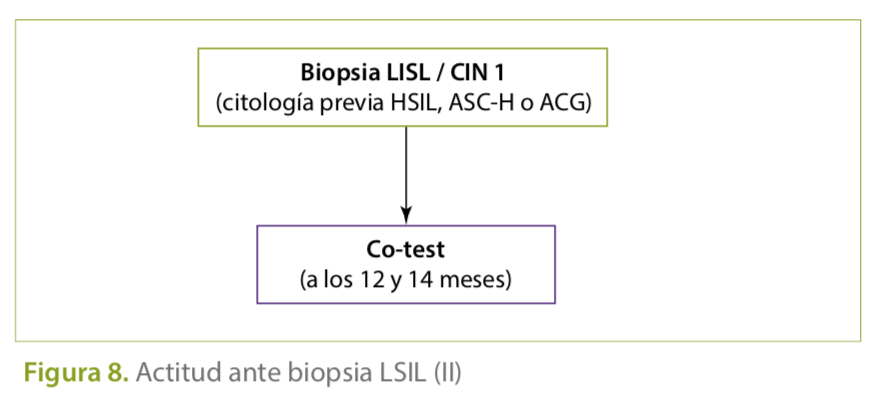 Biopsia LISL / CIN 1
(citología previa HSIL, ASC-H o ACG)
Co-test
(a los 12 y 14 meses)
Figura 8. Actitud ante biopsia LSIL (II)